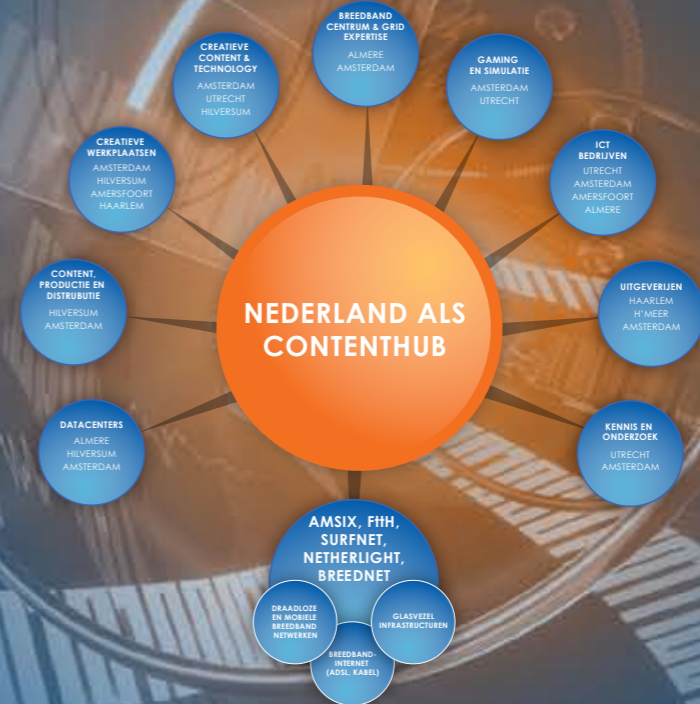 BREEDBAND
CENTRUM & GRID
EXPERTISE
ALMERE
AMSTERDAM
CREATIEVE
CONTENT &
TECHNOLOGY
AMSTERDAM
UTRECHT
HILVERSUM
GAMING
EN SIMULATIE
AMSTERDAM
UTRECHT
CREATIEVE
WERKPLAATSEN
AMSTERDAM
HILVERSUM
AMERSFOORT
HAARLEM
ICT
BEDRIJVEN
UTRECHT
AMSTERDAM
AMERSFOORT
ALMERE
CONTENT,
PRODUCTIE EN
DISTRUBUTIE
HILVERSUM
AMSTERDAM
NEDERLAND ALS
CONTENTHUB
UITGEVERIJEN
HAARLEM
H'MEER
AMSTERDAM
DATACENTERS
ALMERE
HILVERSUM
AMSTERDAM
KENNIS EN
ONDERZOEK
UTRECHT
AMSTERDAM
AMSIX, FttH,
SURFNET,
NETHERLIGHT,
BREEDNET
DRAADLOZE
EN MOBIELE
BREEDBAND
NETWERKEN
GLASVEZEL
INFRASTRUCTUREN
BREEDBAND-
INTERNET
(ADSL, KABEL)